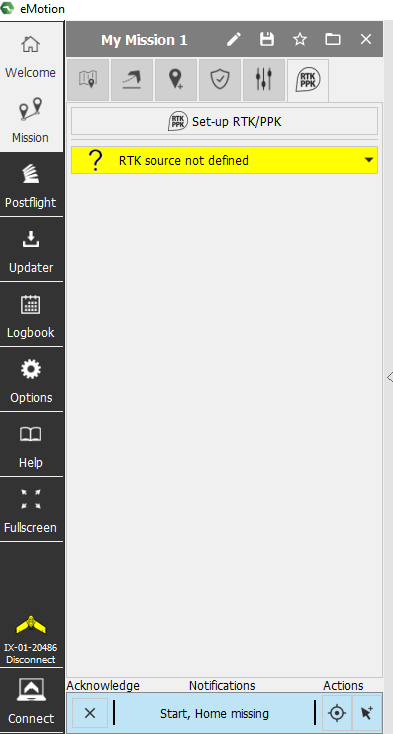 eMotion
My Mission 1
Welcome
Mission
Postflight
Updater
Logbook
Options
Help
Fullscreen
IX-01-20486
Disconnect
Connect
RTK
PPK
RTK
PPK
Set-up RTK/PPK
? RTK source not defined
Acknowledge Notifications Actions
Start, Home missing